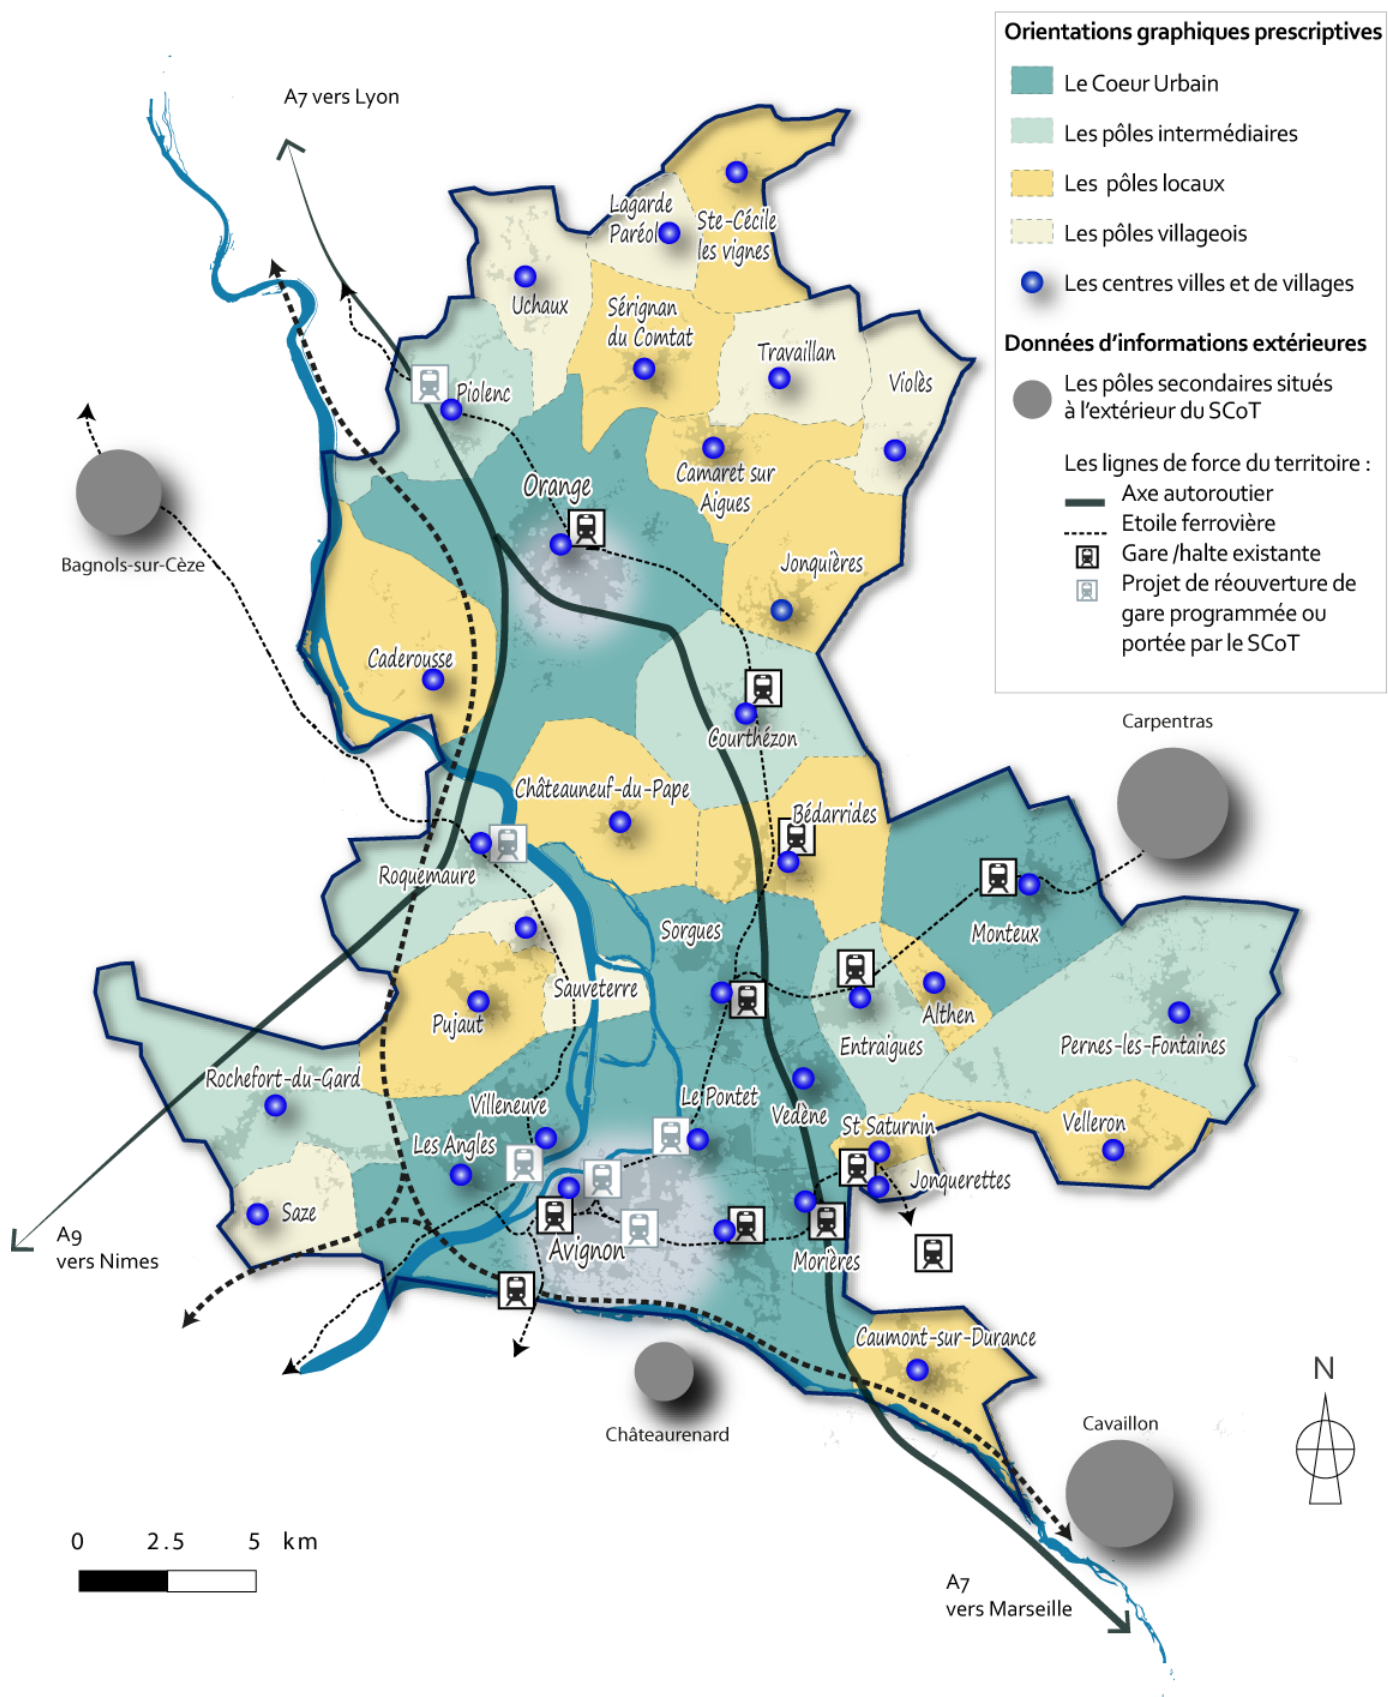 Orientations graphiques prescriptives
Le Coeur Urbain
Les pôles intermédiaires
Les pôles locaux
Les pôles villageois
Les centres villes et de villages
Données d'informations extérieures
Les pôles secondaires situés
à l'extérieur du SCoT
Les lignes de force du territoire :
Axe autoroutier
Etoile ferrovière
Gare /halte existante
Projet de réouverture de
gare programmée ou
portée par le SCoT
A7 vers Lyon
Lagarde
Paréol
Ste-Cécile
les vignes
Uchaux
Sérignan
du Comtat
Travaillan
Violès
Piolenc
Camaret sur
Aigues
Orange
Bagnols-sur-Cèze
Jonquières
Caderousse
Carpentras
Courthézon
Châteauneuf-du-Pape
Bédarrides
Roquemaure
Sorgues
Monteux
Sauveterre
Pujaut
Althen
Entraigues
Pernes-les-Fontaines
Rochefort-du-Gard
Villeneuve
Le Pontet
Vedène
St Saturnin
Velleron
Les Angles
Jonquerettes
Saze
A9
vers Nimes
Avignon
Morières
Caumont-sur-Durance
Châteaurenard
Cavaillon
N
0 2.5 5 km
A7
vers Marseille